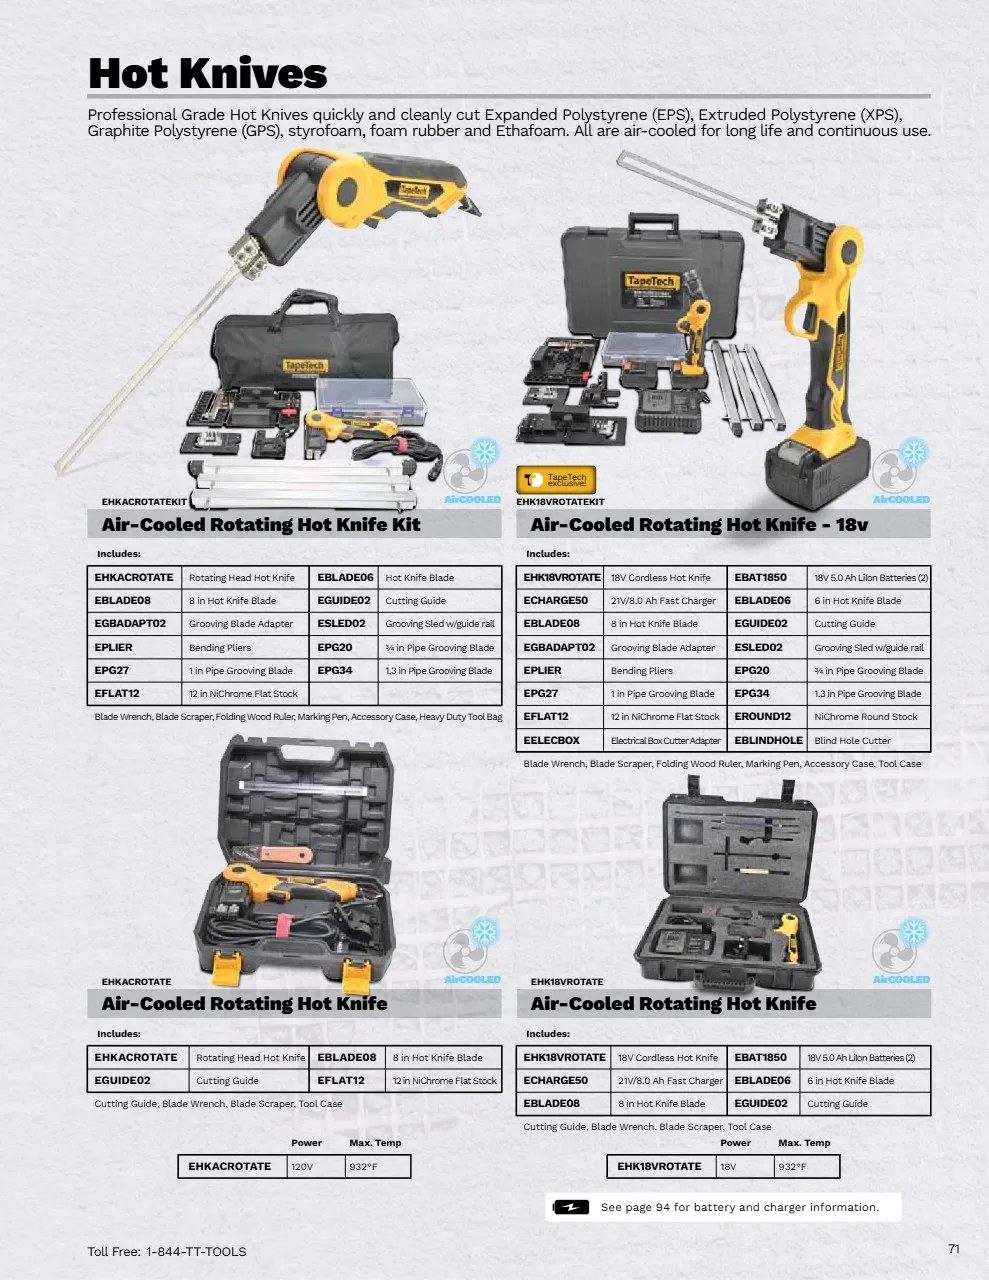 Hot Knives
Professional Grade Hot Knives quickly and cleanly cut Expanded Polystyrene (EPS), Extruded Polystyrene (XPS),
Graphite Polystyrene (GPS), styrofoam, foam rubber and Ethafoam. All are air-cooled for long life and continuous use.
TapeTech
TapeTech
AirCOOLED
EHKACROTATEKIT
Air-Cooled Rotating Hot Knife Kit
Includes:
EHKACROTATE Rotating Head Hot Knife EBLADE06 Hot Knife Blade
EBLADE08 8 in Hot Knife Blade EGUIDE02 Cutting Guide
EGBADAPT02 Grooving Blade Adapter ESLED02 Grooving Sled w/guide rail
EPLIER Bending Pliers EPG20 ¾ in Pipe Grooving Blade
EPG27 1 in Pipe Grooving Blade EPG34 1.3 in Pipe Grooving Blade
EFLAT12 12 in NiChrome Flat Stock
Blade Wrench, Blade Scraper, Folding Wood Ruler, Marking Pen, Accessory Case, Heavy Duty Tool Bag
TapeTech
TapeTech
TapeTech
exclusive!
AirCOOLED
EHK18VROTATEKIT
Air-Cooled Rotating Hot Knife - 18v
Includes:
EHK18VROTATE 18V Cordless Hot Knife EBAT1850 18V 5.0 Ah LiIon Batteries (2)
ECHARGE50 21V/8.0 Ah Fast Charger EBLADE06 6 in Hot Knife Blade
EBLADE08 8 in Hot Knife Blade EGUIDE02 Cutting Guide
EGBADAPT02 Grooving Blade Adapter ESLED02 Grooving Sled w/guide rail
EPLIER Bending Pliers EPG20 ¾ in Pipe Grooving Blade
EPG27 1 in Pipe Grooving Blade EPG34 1.3 in Pipe Grooving Blade
EFLAT12 12 in NiChrome Flat Stock EROUND12 NiChrome Round Stock
EELECBOX Electrical Box Cutter Adapter EBLINDHOLE Blind Hole Cutter
Blade Wrench, Blade Scraper, Folding Wood Ruler, Marking Pen, Accessory Case, Tool Case
AirCOOLED
EHKACROTATE
Air-Cooled Rotating Hot Knife
Includes:
EHKACROTATE Rotating Head Hot Knife EBLADE08 8 in Hot Knife Blade
EGUIDE02 Cutting Guide EFLAT12 12 in NiChrome Flat Stock
Cutting Guide, Blade Wrench, Blade Scraper, Tool Case
Power Max. Temp
EHKACROTATE 120V 932°F
AirCOOLED
EHK18VROTATE
Air-Cooled Rotating Hot Knife
Includes:
EHK18VROTATE 18V Cordless Hot Knife EBAT1850 18V 5.0 Ah LiIon Batteries (2)
ECHARGE50 21V/8.0 Ah Fast Charger EBLADE06 6 in Hot Knife Blade
EBLADE08 8 in Hot Knife Blade EGUIDE02 Cutting Guide
Cutting Guide, Blade Wrench, Blade Scraper, Tool Case
Power Max. Temp
EHK18VROTATE 18V 932°F
See page 94 for battery and charger information.
Toll Free: 1-844-TT-TOOLS
71